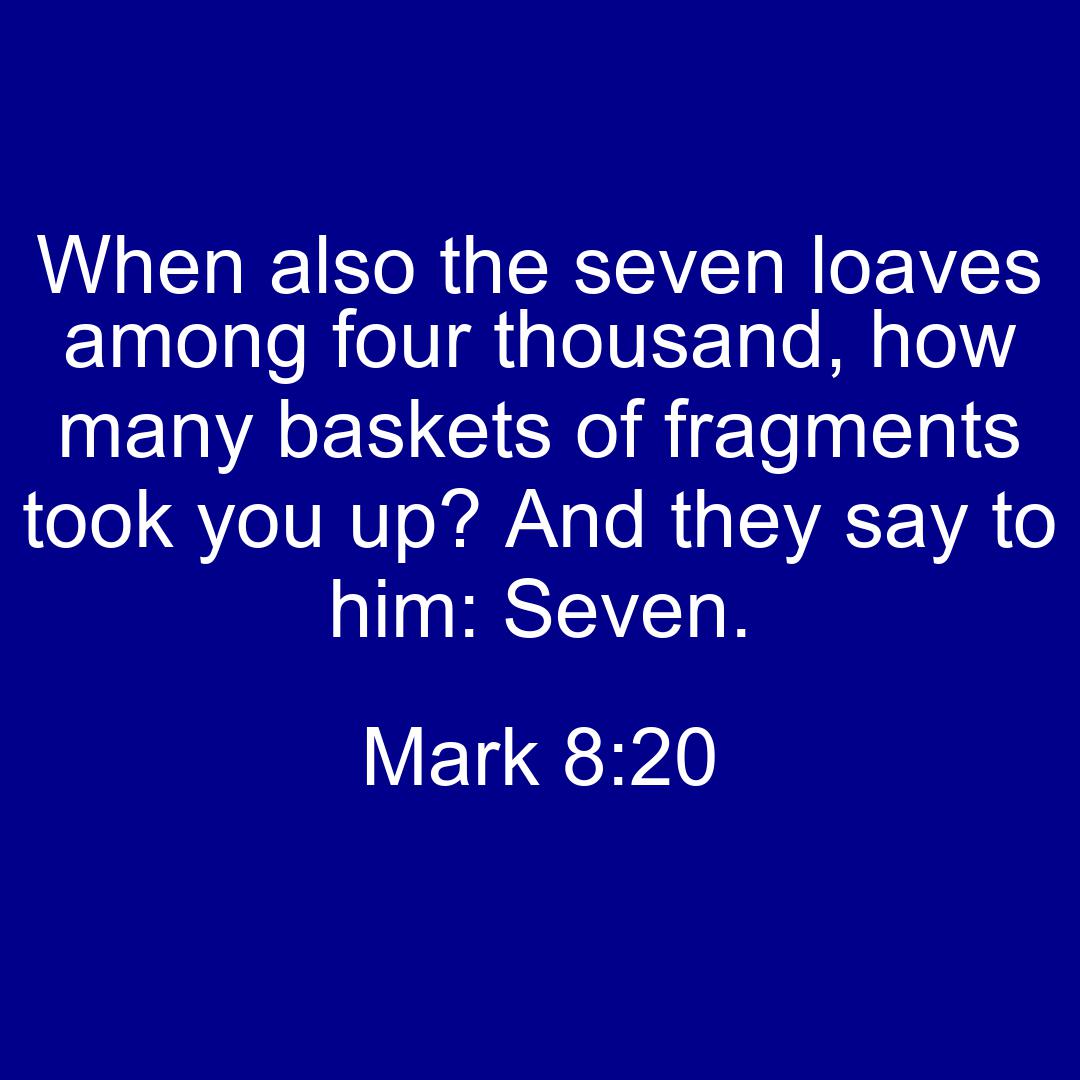 When also the seven loaves
among four thousand, how
many baskets of fragments
took you up? And they say to
him: Seven.
Mark 8:20